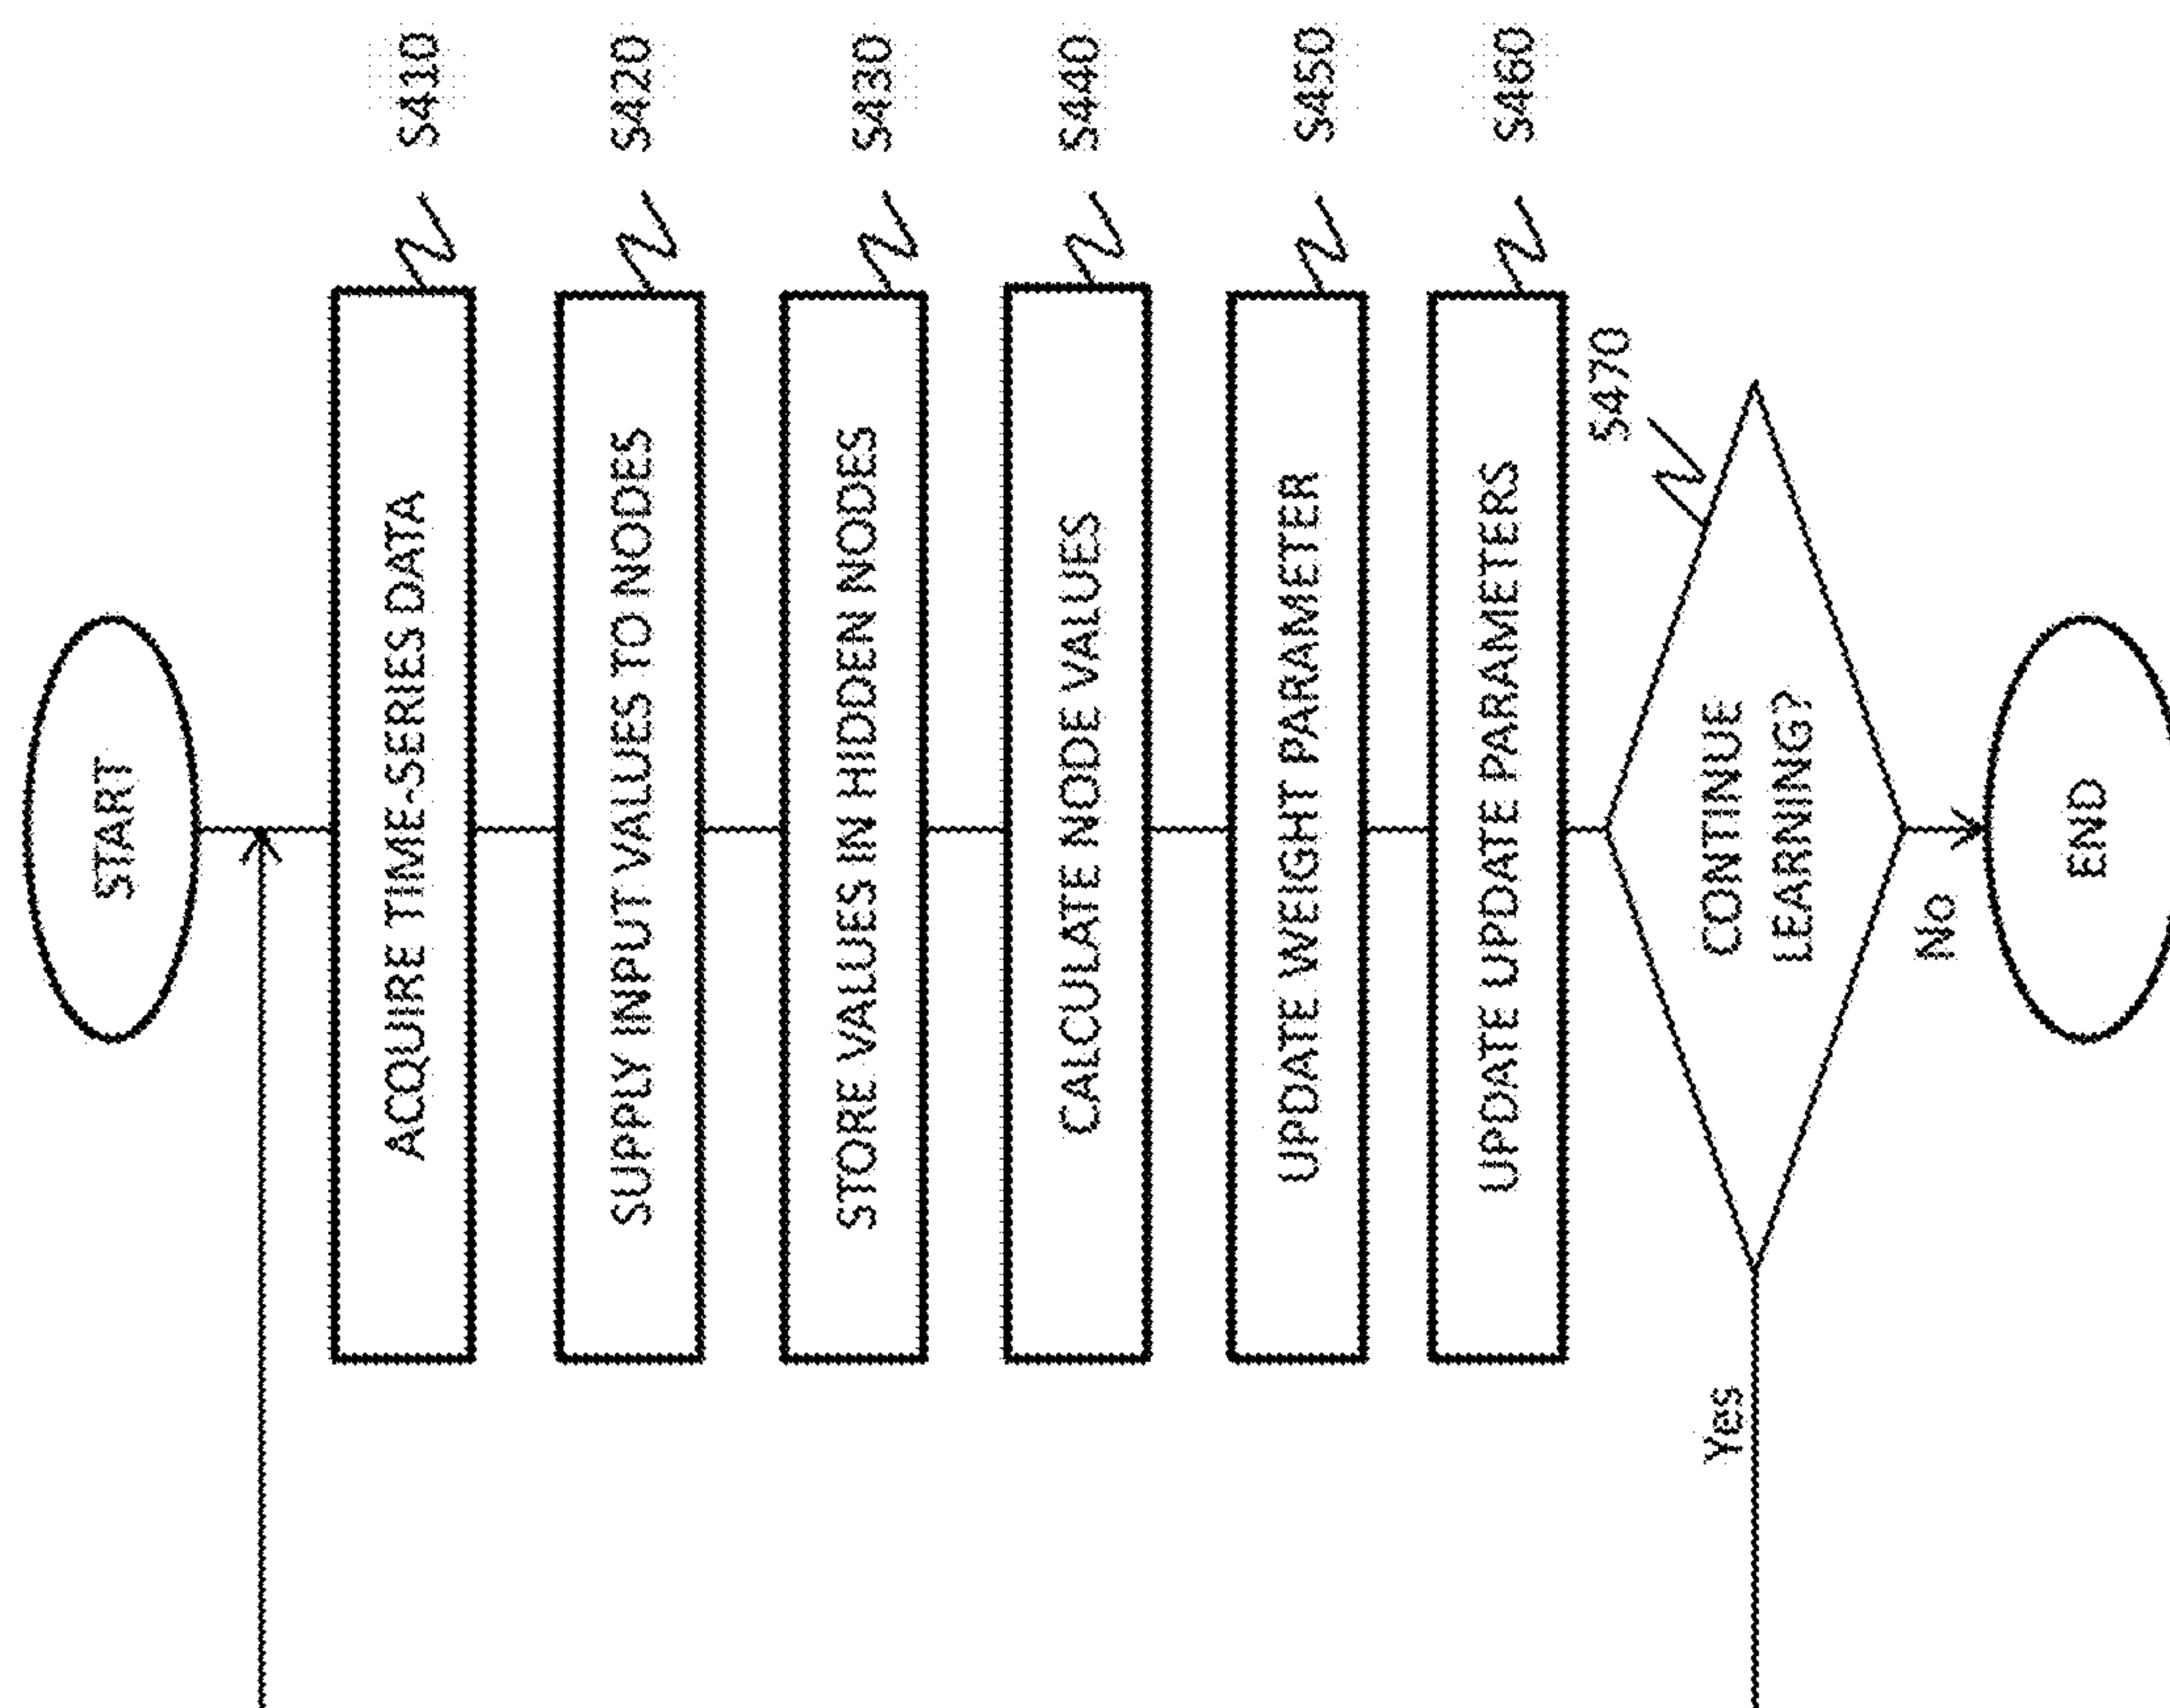 START
ACQUIRE TIME-SERIES DATA
S410
SUPPLY INPUT VALUES TO NODES
S420
STORE VALUES IN HIDDEN NODES
S430
CALCULATE NODE VALUES
S440
UPDATE WEIGHT PARAMETER
S450
UPDATE UPDATE PARAMETERS
S460
S470
CONTINUE
LEARNING?
Yes
No
END